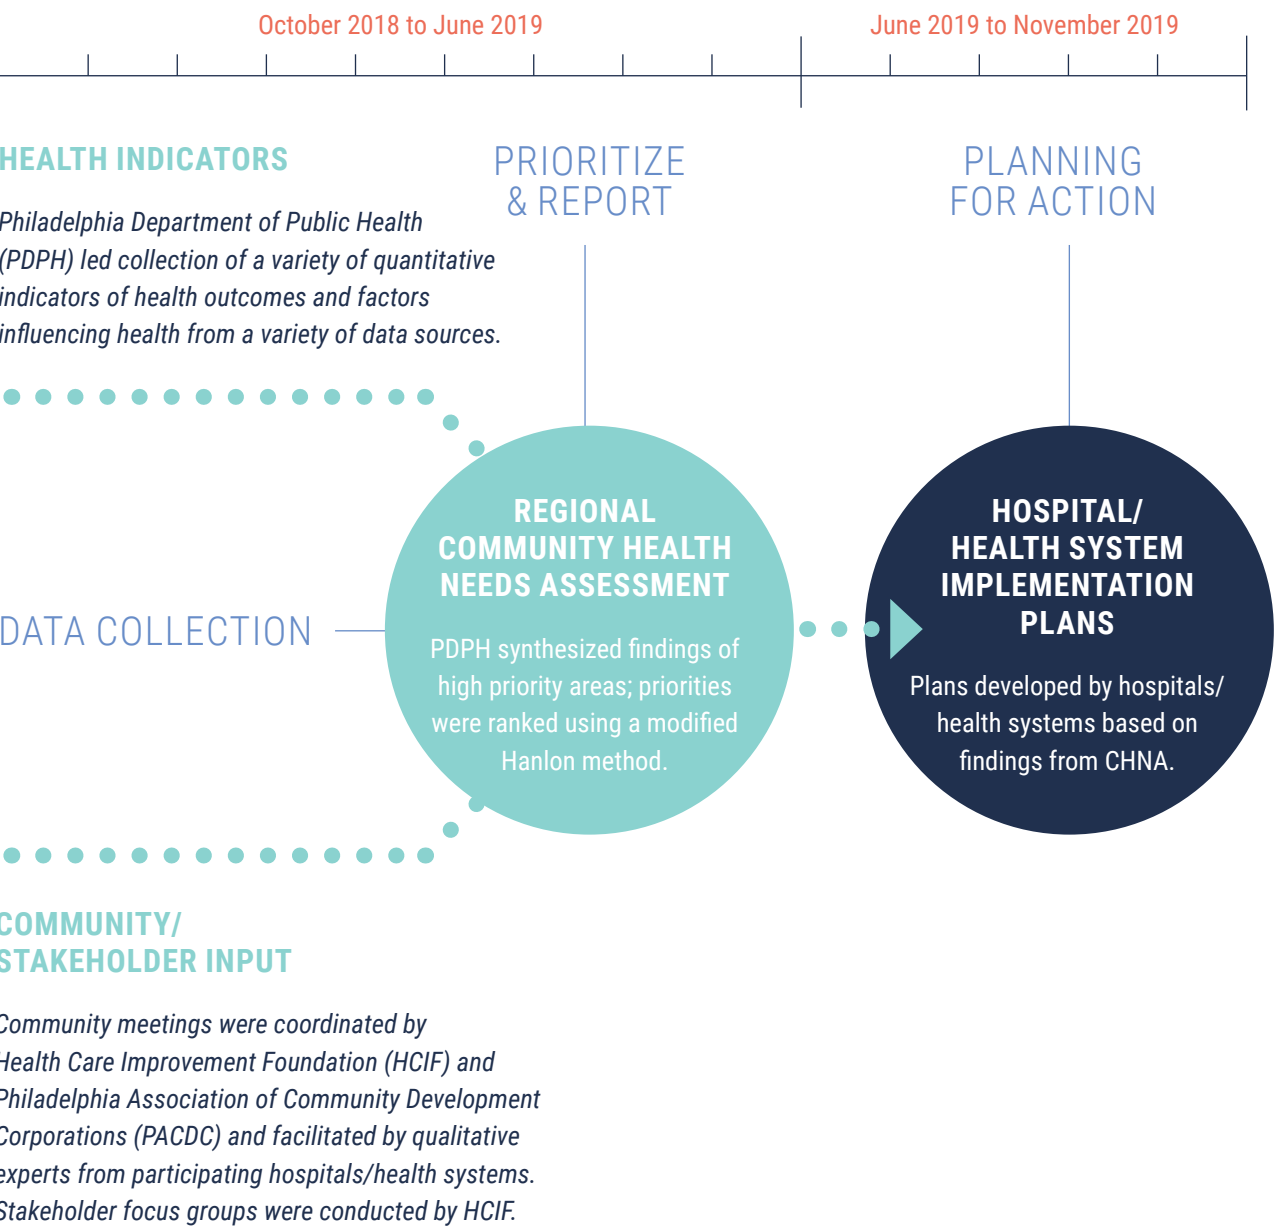 October 2018 to June 2019
June 2019 to November 2019
HEALTH INDICATORS
Philadelphia Department of Public Health
(PDPH) led collection of a variety of quantitative
indicators of health outcomes and factors
influencing health from a variety of data sources.
PRIORITIZE
& REPORT
PLANNING
FOR ACTION
DATA COLLECTION
REGIONAL
COMMUNITY HEALTH
NEEDS ASSESSMENT
PDPH synthesized findings of
high priority areas; priorities
were ranked using a modified
Hanlon method.
HOSPITAL/
HEALTH SYSTEM
IMPLEMENTATION
PLANS
Plans developed by hospitals/
health systems based on
findings from CHNA.
COMMUNITY/
STAKEHOLDER INPUT
Community meetings were coordinated by
Health Care Improvement Foundation (HCIF) and
Philadelphia Association of Community Development
Corporations (PACDC) and facilitated by qualitative
experts from participating hospitals/health systems.
Stakeholder focus groups were conducted by HCIF.